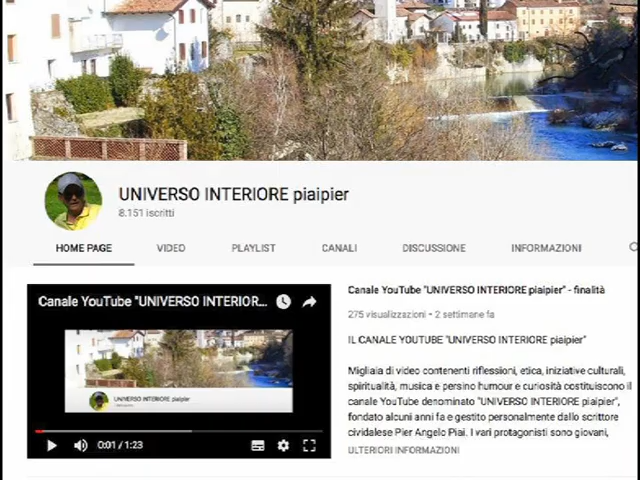 UNIVERSO INTERIORE piaipier
8.151 iscritti
HOME PAGE VIDEO PLAYLIST CANALI DISCUSSIONE INFORMAZIONI
Canale YouTube "UNIVERSO INTERIOR...
UNIVERSO INTERIORE piaipier
0:01 / 1:23
Canale YouTube "UNIVERSO INTERIORE piaipier" - finalità
275 visualizzazioni • 2 settimane fa
IL CANALE YOUTUBE "UNIVERSO INTERIORE piaipier"
Migliaia di video contenenti riflessioni, etica, iniziative culturali,
spiritualità, musica e persino humour e curiosità costituiscono il
canale YouTube denominato "UNIVERSO INTERIORE piaipier",
fondato alcuni anni fa e gestito personalmente dallo scrittore
cividalese Pier Angelo Piai. I vari protagonisti sono giovani,
ULTERIORI INFORMAZIONI